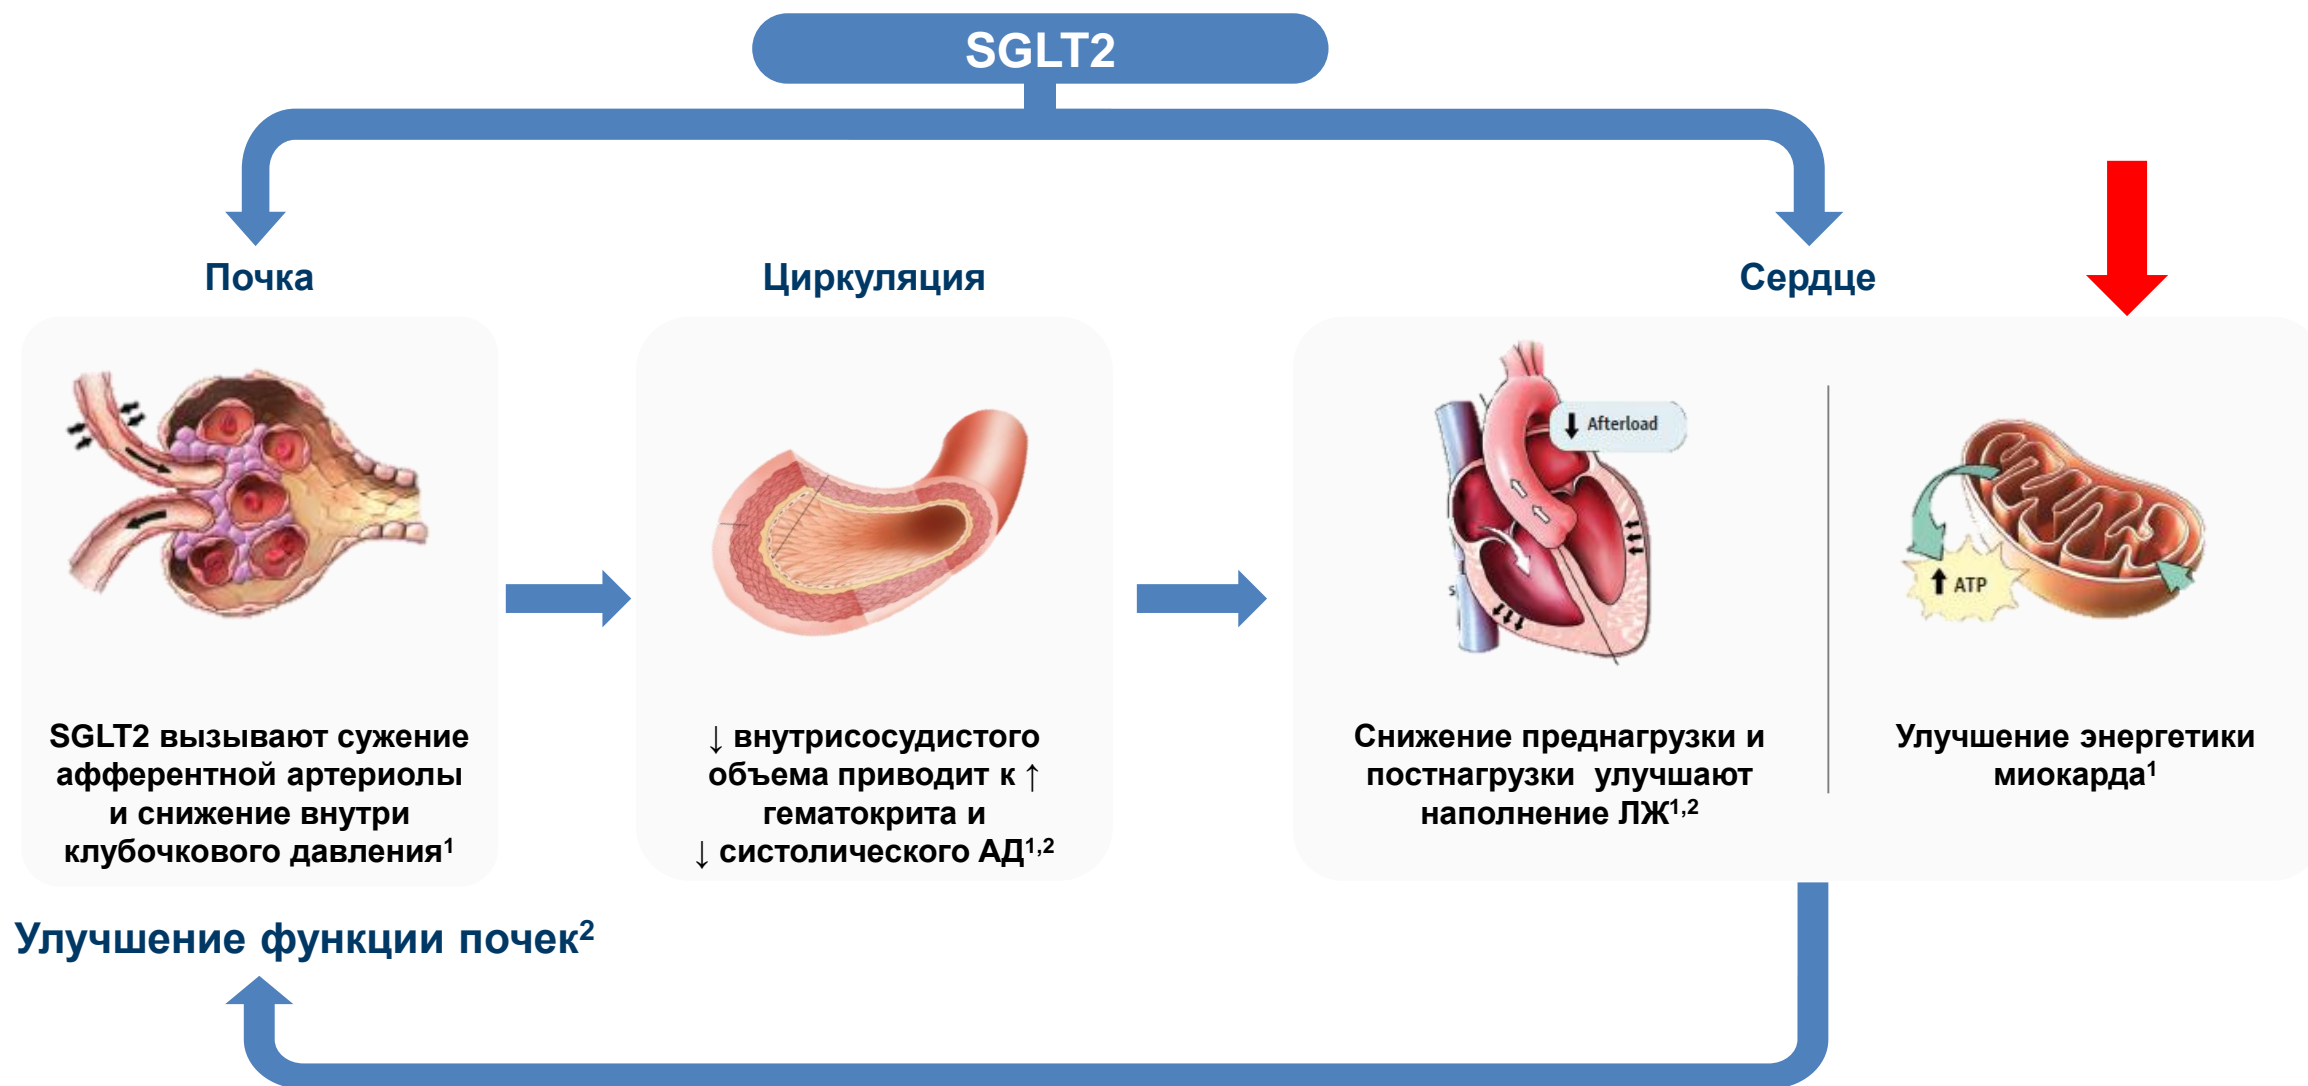 SGLT2
Почка
Циркуляция
Сердце
SGLT2 вызывают сужение
афферентной артериолы
и снижение внутри
клубочкового давления¹
↓ внутрисосудистого
объема приводит к ↑
гематокрита и
↓ систолического АД¹,²
↓ Afterload
s
Снижение преднагрузки и
постнагрузки улучшают
наполнение ЛЖ¹,²
↑ ATP
Улучшение энергетики
миокарда¹
Улучшение функции почек²